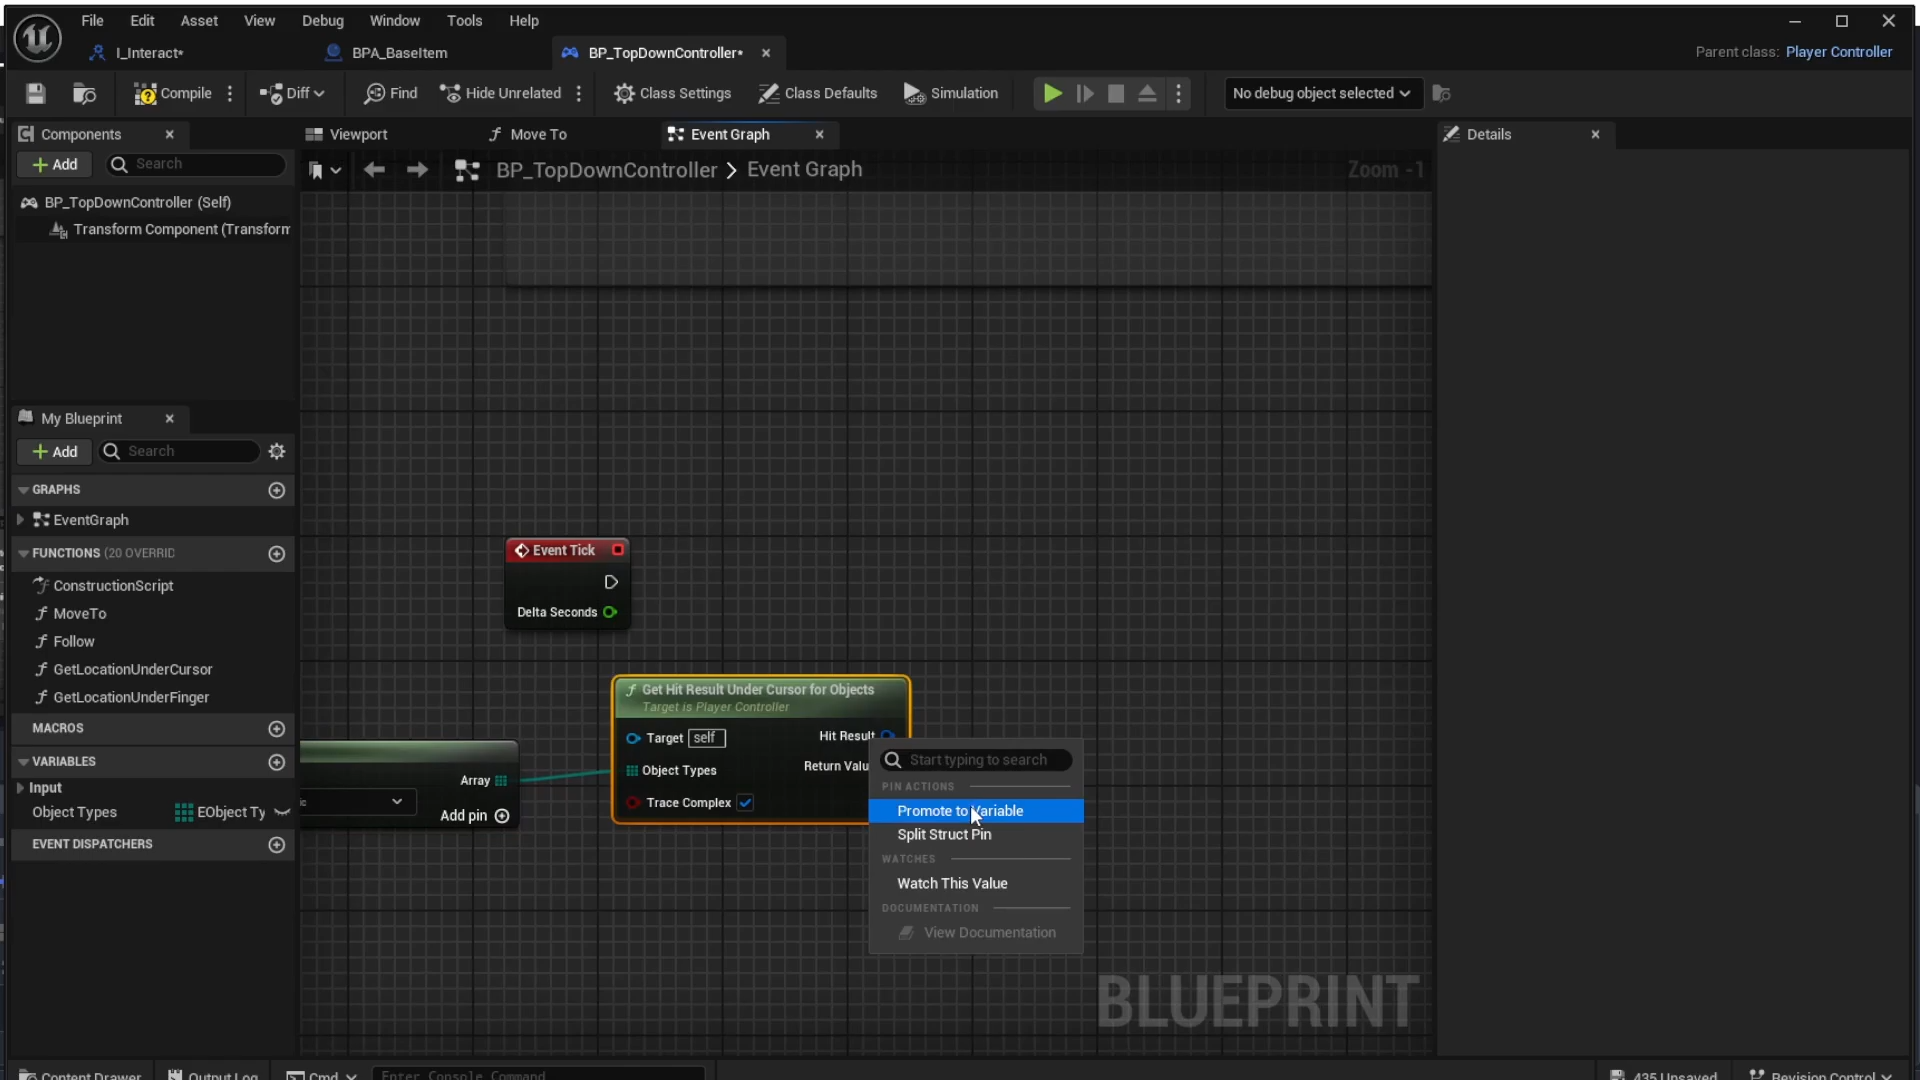 File Edit Asset View Debug Window Tools Help
I_Interact* BPA_BaseItem BP_TopDownController* Parent class: Player Controller
Compile Diff Find Hide Unrelated Class Settings Class Defaults Simulation No debug object selected
Components Viewport Move To Event Graph Details
Add Search BP_TopDownController > Event Graph Zoom -1
BP_TopDownController (Self)
Transform Component (Transform
My Blueprint
Add Search
GRAPHS
EventGraph
FUNCTIONS (20 OVERRID
ConstructionScript
MoveTo
Follow
GetLocationUnderCursor
GetLocationUnderFinger
MACROS
VARIABLES
Input
Object Types EObject Ty
EVENT DISPATCHERS
Event Tick
Delta Seconds
Get Hit Result Under Cursor for Objects
Target is Player Controller
Target self Hit Result
Object Types Return Valu
Trace Complex
Array
Add pin
Start typing to search
PIN ACTIONS
Promote to Variable
Split Struct Pin
WATCHES
Watch This Value
DOCUMENTATION
View Documentation
BLUEPRINT
Content Drawer Output Log Cmd Enter Console Command 435 Unsaved Revision Control